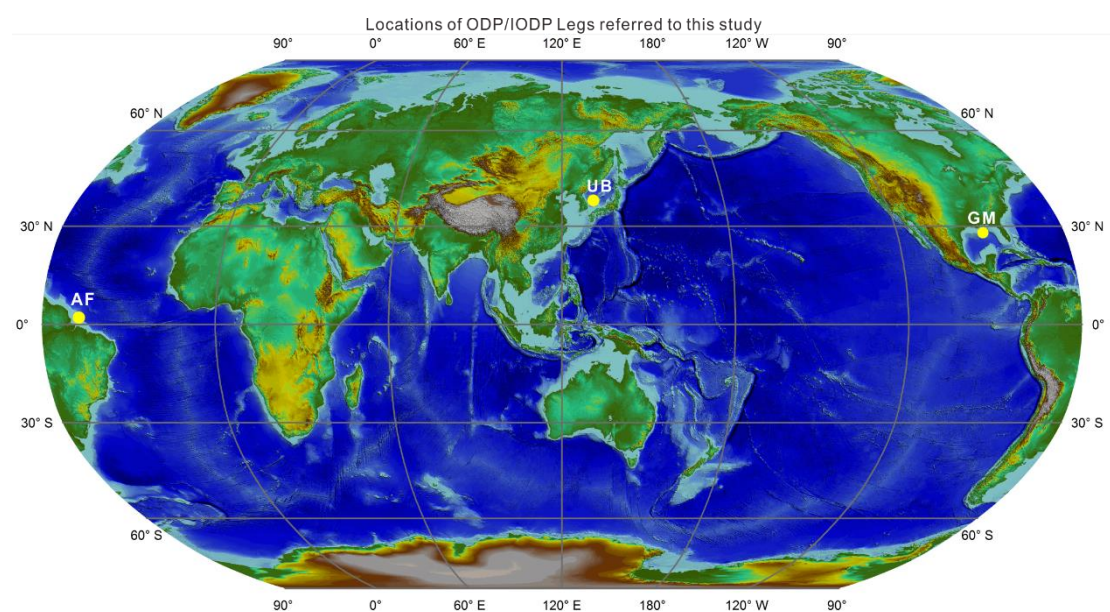 Locations of ODP/IODP Legs referred to this study
90° 0° 60° E 120° E 180° 120° W 90°
60° N 60° N
UB
30° N GM 30° N
AF
0° 0°
30° S 30° S
60° S 60° S
90° 0° 60° E 120° E 180° 120° W 90°